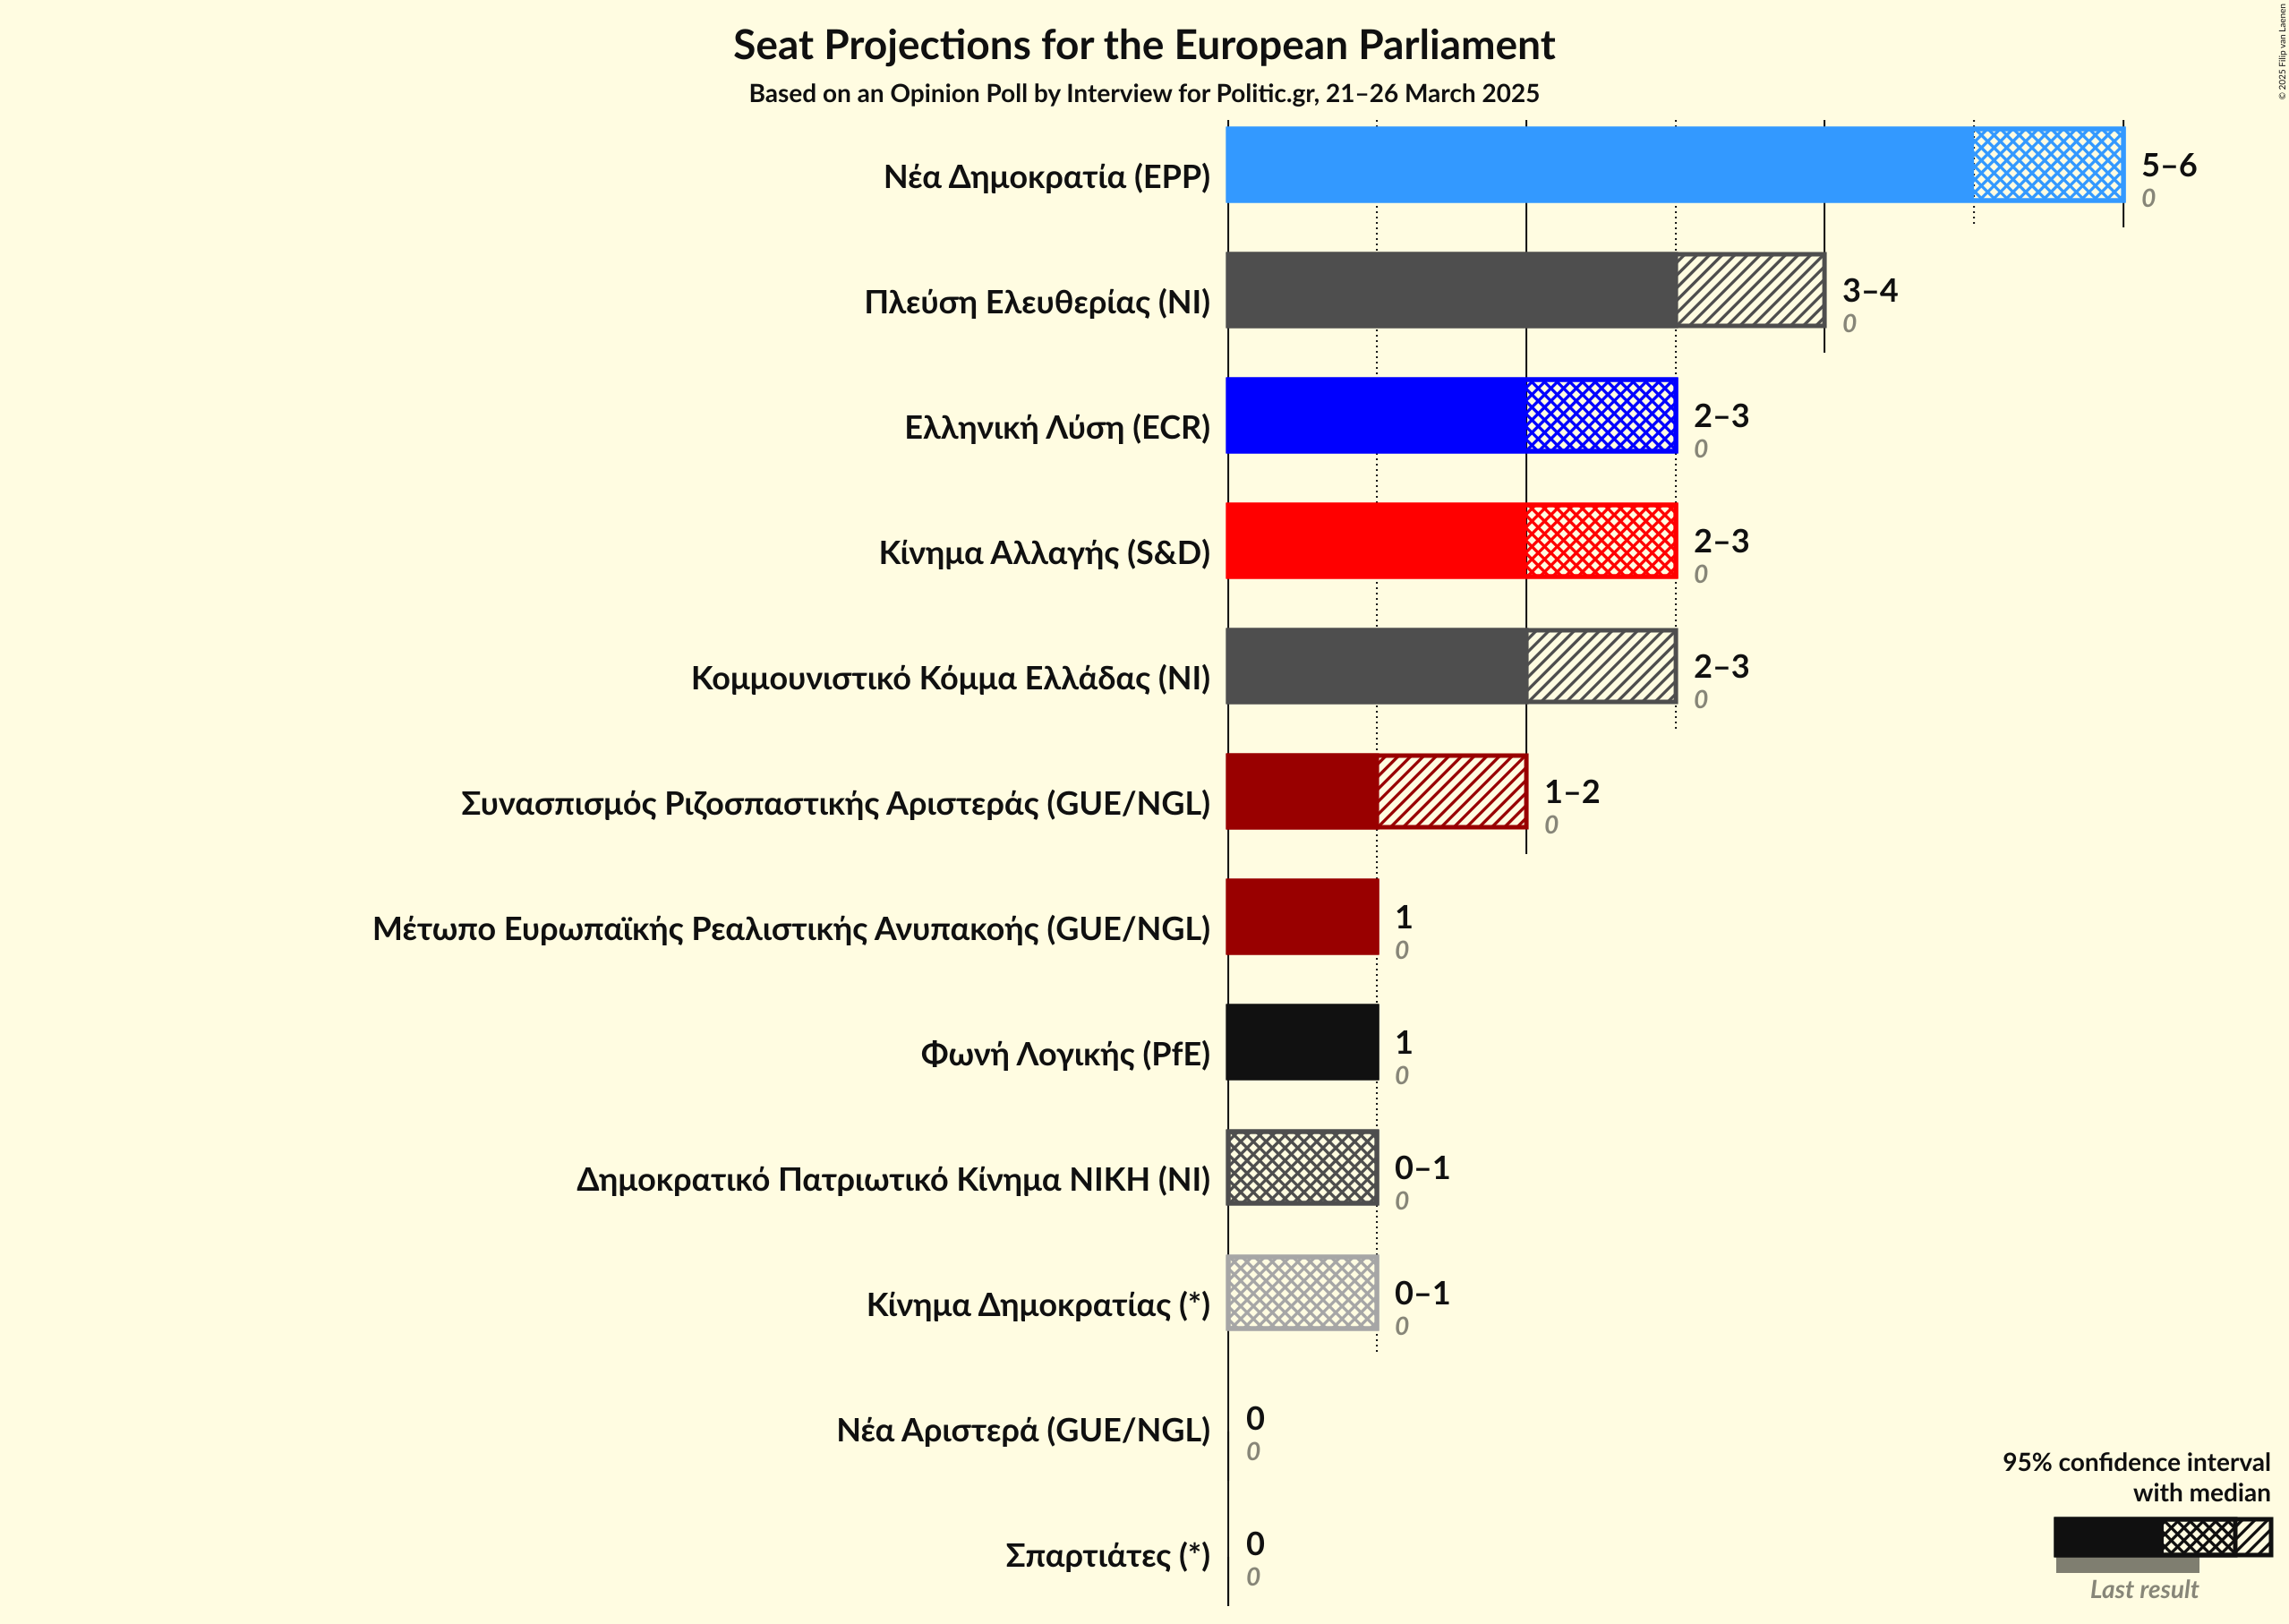 Seat Projections for the European Parliament
Based on an Opinion Poll by Interview for Politic.gr, 21–26 March 2025
© 2025 Filip van Laenen
Νέα Δημοκρατία (EPP)
5–6
0
Πλεύση Ελευθερίας (NI)
3–4
0
Ελληνική Λύση (ECR)
2–3
0
Κίνημα Αλλαγής (S&D)
2–3
0
Κομμουνιστικό Κόμμα Ελλάδας (NI)
2–3
0
Συνασπισμός Ριζοσπαστικής Αριστεράς (GUE/NGL)
1–2
0
Μέτωπο Ευρωπαϊκής Ρεαλιστικής Ανυπακοής (GUE/NGL)
1
0
Φωνή Λογικής (PfE)
1
0
Δημοκρατικό Πατριωτικό Κίνημα ΝΙΚΗ (NI)
0–1
0
Κίνημα Δημοκρατίας (*)
0–1
0
Νέα Αριστερά (GUE/NGL)
0
0
Σπαρτιάτες (*)
0
0
95% confidence interval
with median
Last result